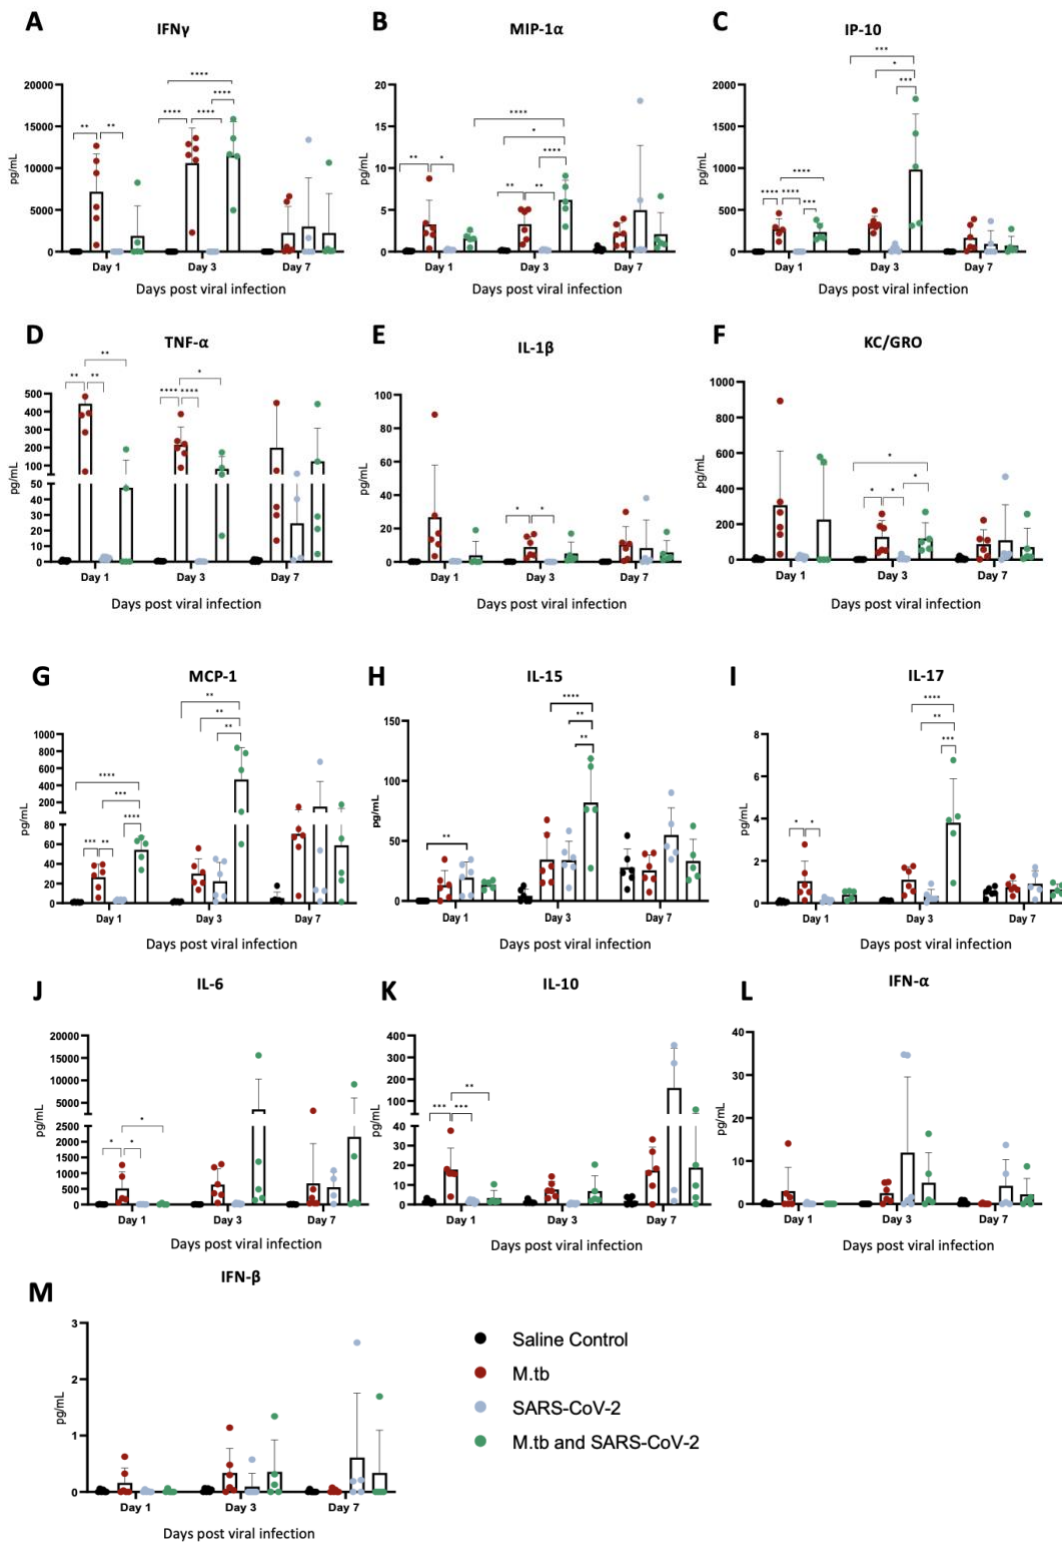 A
IFNγ
pg/mL
20000
15000
10000
5000
0
** ** **** **** **** ****
Day 1 Day 3 Day 7
Days post viral infection
B
MIP-1α
pg/mL
20
15
10
5
0
** * ** ** **** * ****
Day 1 Day 3 Day 7
Days post viral infection
C
IP-10
pg/mL
2000
1500
1000
500
0
**** **** *** **** *** * ***
Day 1 Day 3 Day 7
Days post viral infection
D
TNF-α
pg/mL
500
400
300
200
100
50
40
30
20
10
0
** ** ** **** **** *
Day 1 Day 3 Day 7
Days post viral infection
E
IL-1β
pg/mL
100
80
60
40
20
0
* *
Day 1 Day 3 Day 7
Days post viral infection
F
KC/GRO
pg/mL
1000
800
600
400
200
0
* * * *
Day 1 Day 3 Day 7
Days post viral infection
G
MCP-1
pg/mL
1000
800
600
400
200
80
60
40
20
0
*** ** **** *** **** ** ** **
Day 1 Day 3 Day 7
Days post viral infection
H
IL-15
pg/mL
150
100
50
0
** **** ** **
Day 1 Day 3 Day 7
Days post viral infection
I
IL-17
pg/mL
8
6
4
2
0
* * **** ** ***
Day 1 Day 3 Day 7
Days post viral infection
J
IL-6
pg/mL
20000
15000
10000
5000
2500
2000
1500
1000
500
0
* * *
Day 1 Day 3 Day 7
Days post viral infection
K
IL-10
pg/mL
400
300
200
100
40
30
20
10
0
*** *** **
Day 1 Day 3 Day 7
Days post viral infection
L
IFN-α
pg/mL
40
30
20
10
0
Day 1 Day 3 Day 7
Days post viral infection
M
IFN-β
pg/mL
3
2
1
0
Day 1 Day 3 Day 7
Days post viral infection
Saline Control
M.tb
SARS-CoV-2
M.tb and SARS-CoV-2